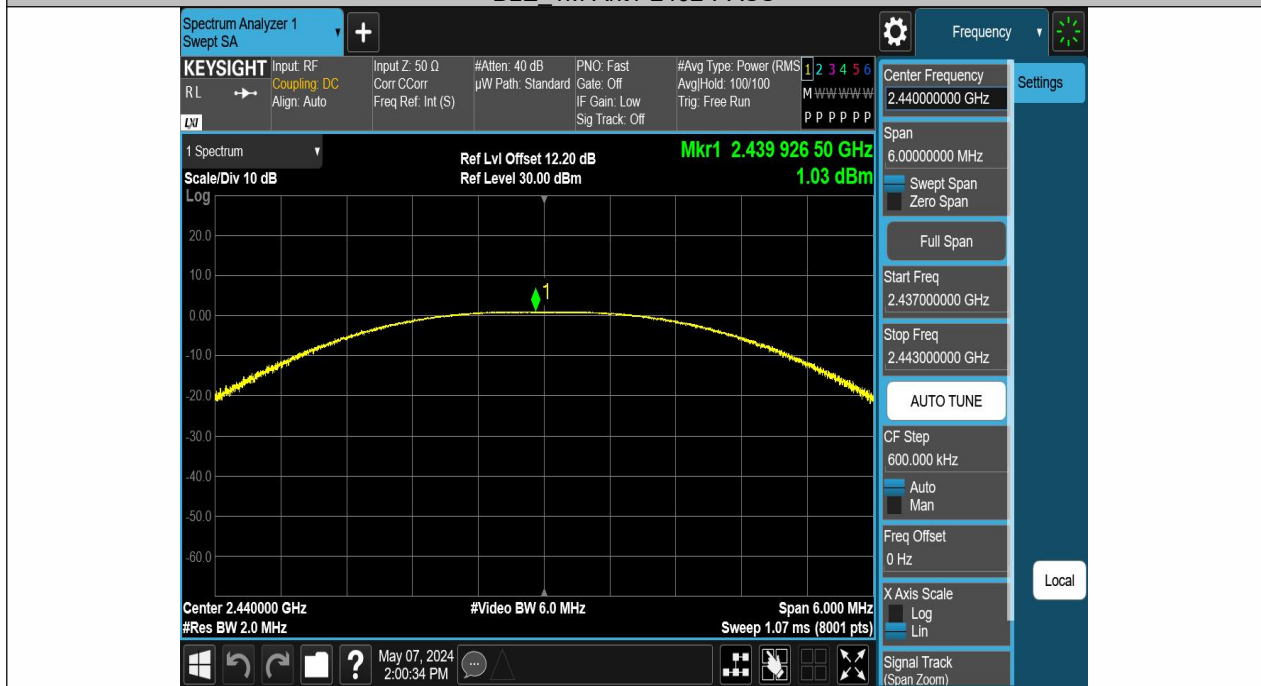 Spectrum Analyzer 1
Swept SA
+
Frequency
KEYSIGHT
RL
LXI
Input: RF
Coupling: DC
Align: Auto
Input Z: 50 Ω
Corr CCorr
Freq Ref: Int (S)
#Atten: 40 dB
µW Path: Standard
PNO: Fast
Gate: Off
IF Gain: Low
Sig Track: Off
#Avg Type: Power (RMS
Avg|Hold: 100/100
Trig: Free Run
1 2 3 4 5 6
M W W W W W
P P P P P P
Center Frequency
2.440000000 GHz
Settings
1 Spectrum
Scale/Div 10 dB
Ref Lvl Offset 12.20 dB
Ref Level 30.00 dBm
Mkr1 2.439 926 50 GHz
1.03 dBm
Log
20.0
10.0
0.00
-10.0
-20.0
-30.0
-40.0
-50.0
-60.0
1
Center 2.440000 GHz
#Res BW 2.0 MHz
#Video BW 6.0 MHz
Span 6.000 MHz
Sweep 1.07 ms (8001 pts)
Span
6.00000000 MHz
Swept Span
Zero Span
Full Span
Start Freq
2.437000000 GHz
Stop Freq
2.443000000 GHz
AUTO TUNE
CF Step
600.000 kHz
Auto
Man
Freq Offset
0 Hz
X Axis Scale
Log
Lin
Signal Track
(Span Zoom)
Local
?
May 07, 2024
2:00:34 PM